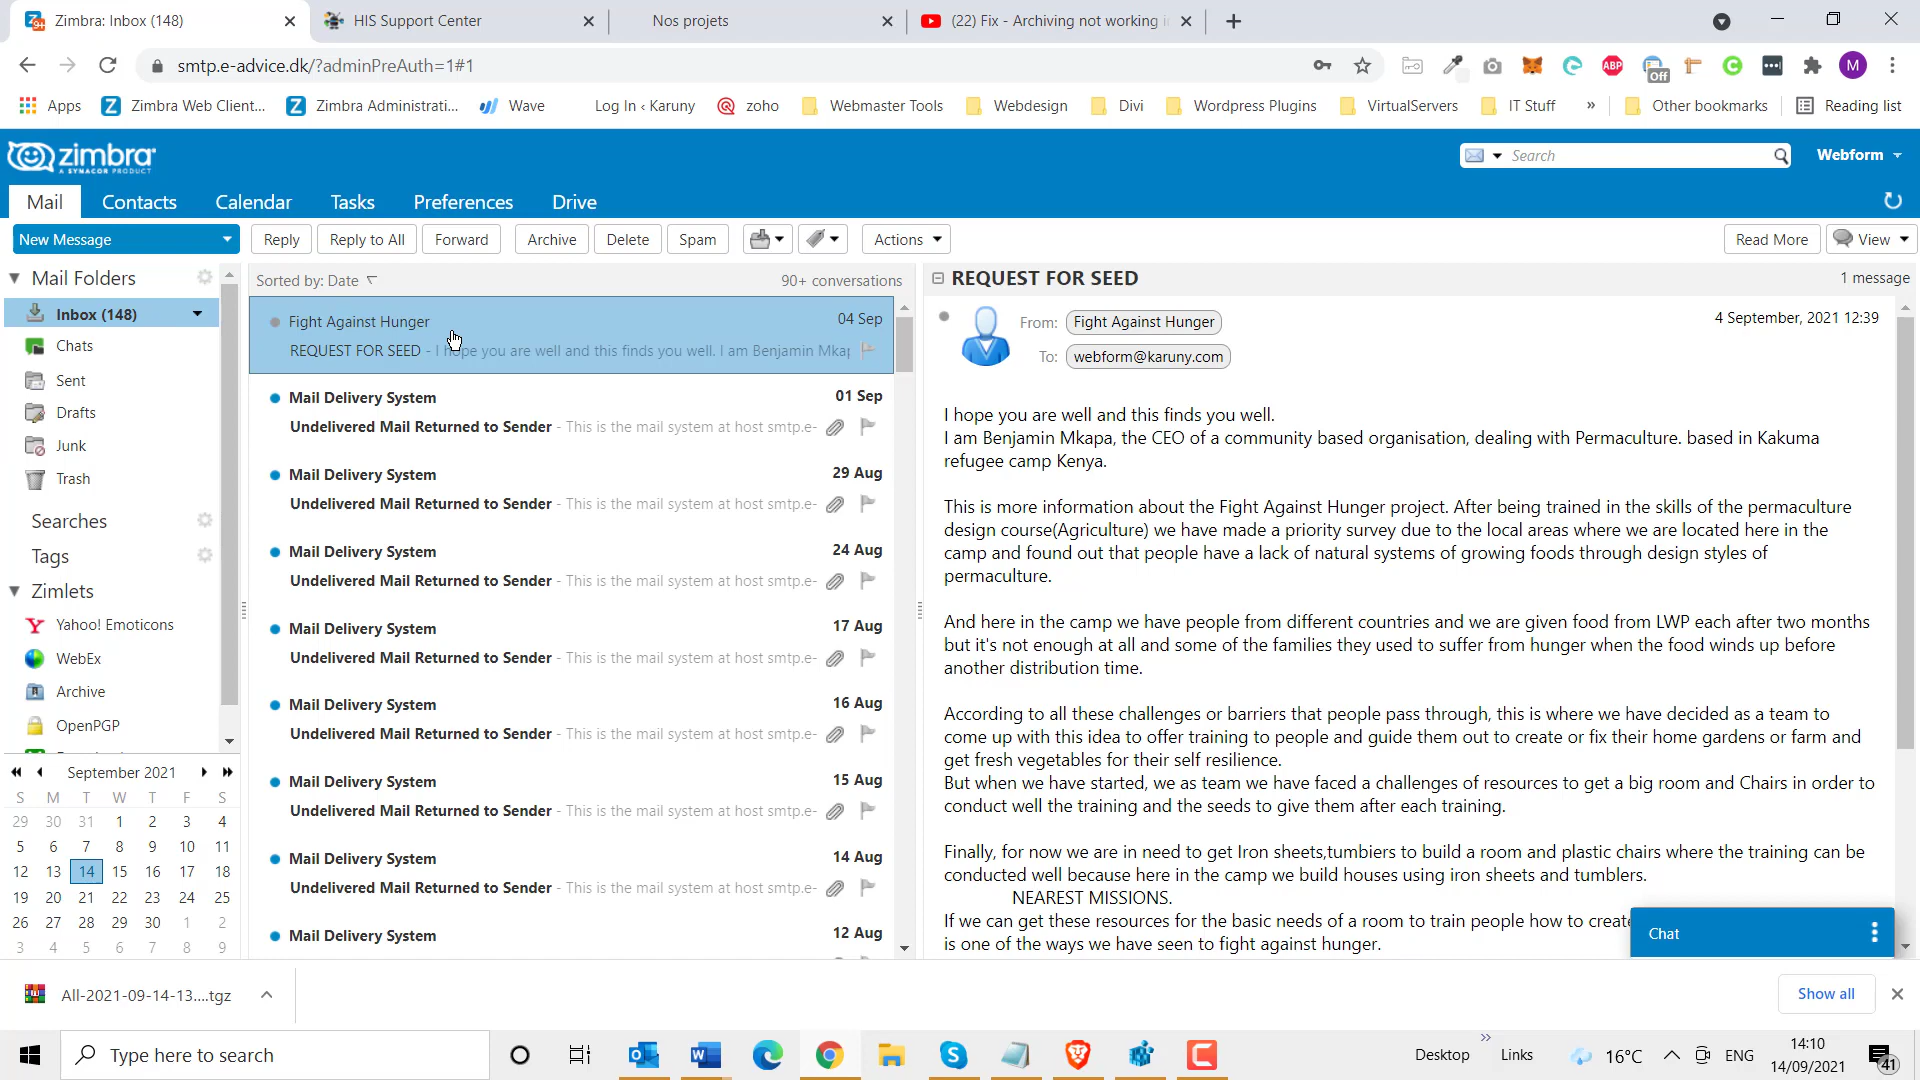 Zimbra: Inbox (148)
HIS Support Center
Nos projets
(22) Fix - Archiving not working i
smtp.e-advice.dk/?adminPreAuth=1#1
ABP
Off
M
Apps
Zimbra Web Client...
Zimbra Administrati...
Wave
Log In ‹ Karuny
zoho
Webmaster Tools
Webdesign
Divi
Wordpress Plugins
VirtualServers
IT Stuff
»
Other bookmarks
Reading list
zimbra
A SYNACOR PRODUCT
Search
Webform
Mail
Contacts
Calendar
Tasks
Preferences
Drive
New Message
Reply
Reply to All
Forward
Archive
Delete
Spam
Actions
Read More
View
Mail Folders
Inbox (148)
Chats
Sent
Drafts
Junk
Trash
Searches
Tags
Zimlets
Yahoo! Emoticons
WebEx
Archive
OpenPGP
September 2021
S M T W T F S
29 30 31 1 2 3 4
5 6 7 8 9 10 11
12 13 14 15 16 17 18
19 20 21 22 23 24 25
26 27 28 29 30 1 2
3 4 5 6 7 8 9
Sorted by: Date
90+ conversations
Fight Against Hunger
04 Sep
REQUEST FOR SEED - I hope you are well and this finds you well. I am Benjamin Mkap
Mail Delivery System
01 Sep
Undelivered Mail Returned to Sender - This is the mail system at host smtp.e-
Mail Delivery System
29 Aug
Undelivered Mail Returned to Sender - This is the mail system at host smtp.e-
Mail Delivery System
24 Aug
Undelivered Mail Returned to Sender - This is the mail system at host smtp.e-
Mail Delivery System
17 Aug
Undelivered Mail Returned to Sender - This is the mail system at host smtp.e-
Mail Delivery System
16 Aug
Undelivered Mail Returned to Sender - This is the mail system at host smtp.e-
Mail Delivery System
15 Aug
Undelivered Mail Returned to Sender - This is the mail system at host smtp.e-
Mail Delivery System
14 Aug
Undelivered Mail Returned to Sender - This is the mail system at host smtp.e-
Mail Delivery System
12 Aug
REQUEST FOR SEED
1 message
From: Fight Against Hunger
4 September, 2021 12:39
To: webform@karuny.com
I hope you are well and this finds you well.
I am Benjamin Mkapa, the CEO of a community based organisation, dealing with Permaculture. based in Kakuma
refugee camp Kenya.
This is more information about the Fight Against Hunger project. After being trained in the skills of the permaculture
design course(Agriculture) we have made a priority survey due to the local areas where we are located here in the
camp and found out that people have a lack of natural systems of growing foods through design styles of
permaculture.
And here in the camp we have people from different countries and we are given food from LWP each after two months
but it's not enough at all and some of the families they used to suffer from hunger when the food winds up before
another distribution time.
According to all these challenges or barriers that people pass through, this is where we have decided as a team to
come up with this idea to offer training to people and guide them out to create or fix their home gardens or farm and
get fresh vegetables for their self resilience.
But when we have started, we as team we have faced a challenges of resources to get a big room and Chairs in order to
conduct well the training and the seeds to give them after each training.
Finally, for now we are in need to get Iron sheets,tumbiers to build a room and plastic chairs where the training can be
conducted well because here in the camp we build houses using iron sheets and tumblers.
NEAREST MISSIONS.
If we can get these resources for the basic needs of a room to train people how to create
is one of the ways we have seen to fight against hunger.
Chat
All-2021-09-14-13....tgz
Show all
Type here to search
Desktop
»
Links
16°C
ENG
14:10
14/09/2021
41